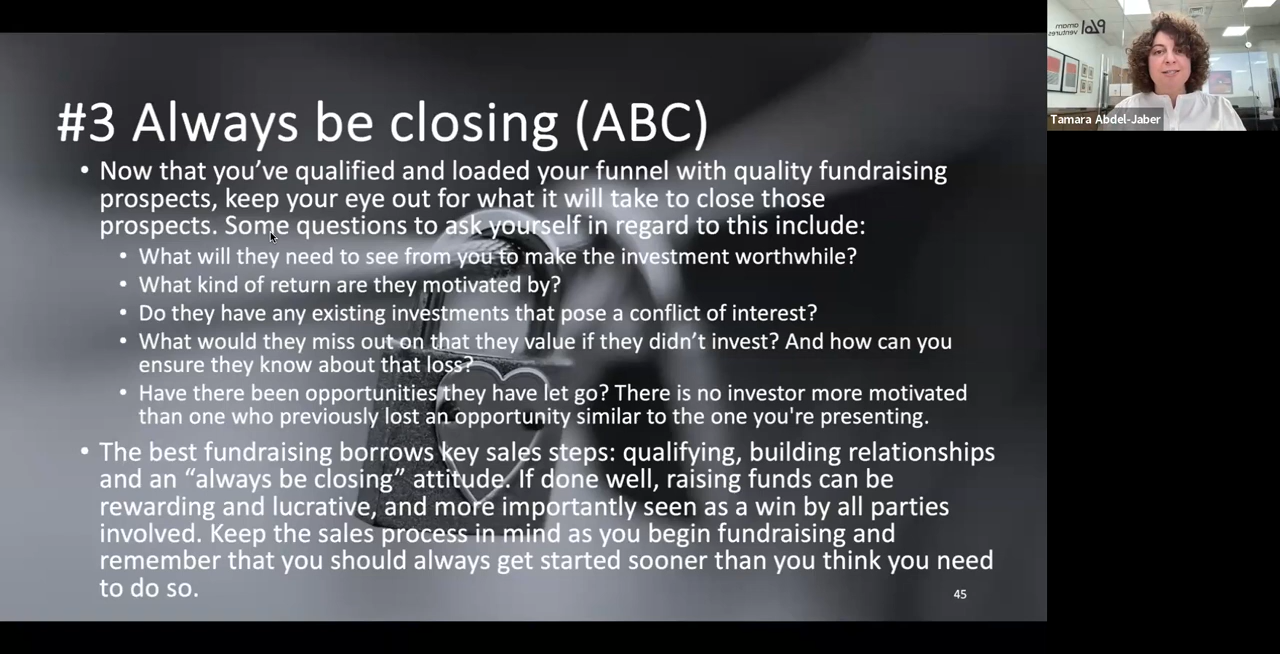 #3 Always be closing (ABC)
• Now that you’ve qualified and loaded your funnel with quality fundraising
prospects, keep your eye out for what it will take to close those
prospects. Some questions to ask yourself in regard to this include:
• What will they need to see from you to make the investment worthwhile?
• What kind of return are they motivated by?
• Do they have any existing investments that pose a conflict of interest?
• What would they miss out on that they value if they didn’t invest? And how can you
ensure they know about that loss?
• Have there been opportunities they have let go? There is no investor more motivated
than one who previously lost an opportunity similar to the one you're presenting.
• The best fundraising borrows key sales steps: qualifying, building relationships
and an “always be closing” attitude. If done well, raising funds can be
rewarding and lucrative, and more importantly seen as a win by all parties
involved. Keep the sales process in mind as you begin fundraising and
remember that you should always get started sooner than you think you need
to do so.
45
amam
ventures
Tamara Abdel-Jaber